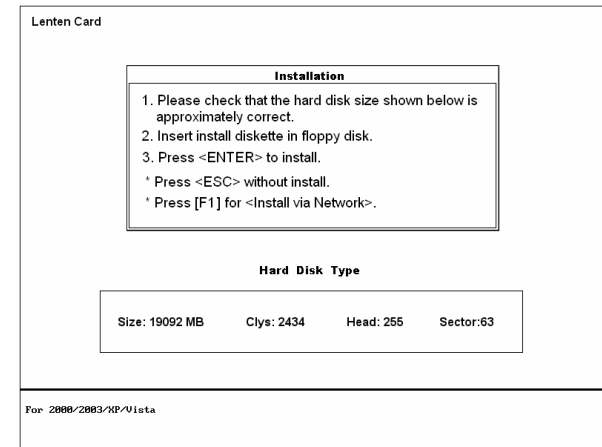 Lenten Card
Installation
1. Please check that the hard disk size shown below is
approximately correct.
2. Insert install diskette in floppy disk.
3. Press <ENTER> to install.
* Press <ESC> without install.
* Press [F1] for <Install via Network>.
Hard Disk Type
Size: 19092 MB Clys: 2434 Head: 255 Sector:63
For 2000/2003/XP/Vista